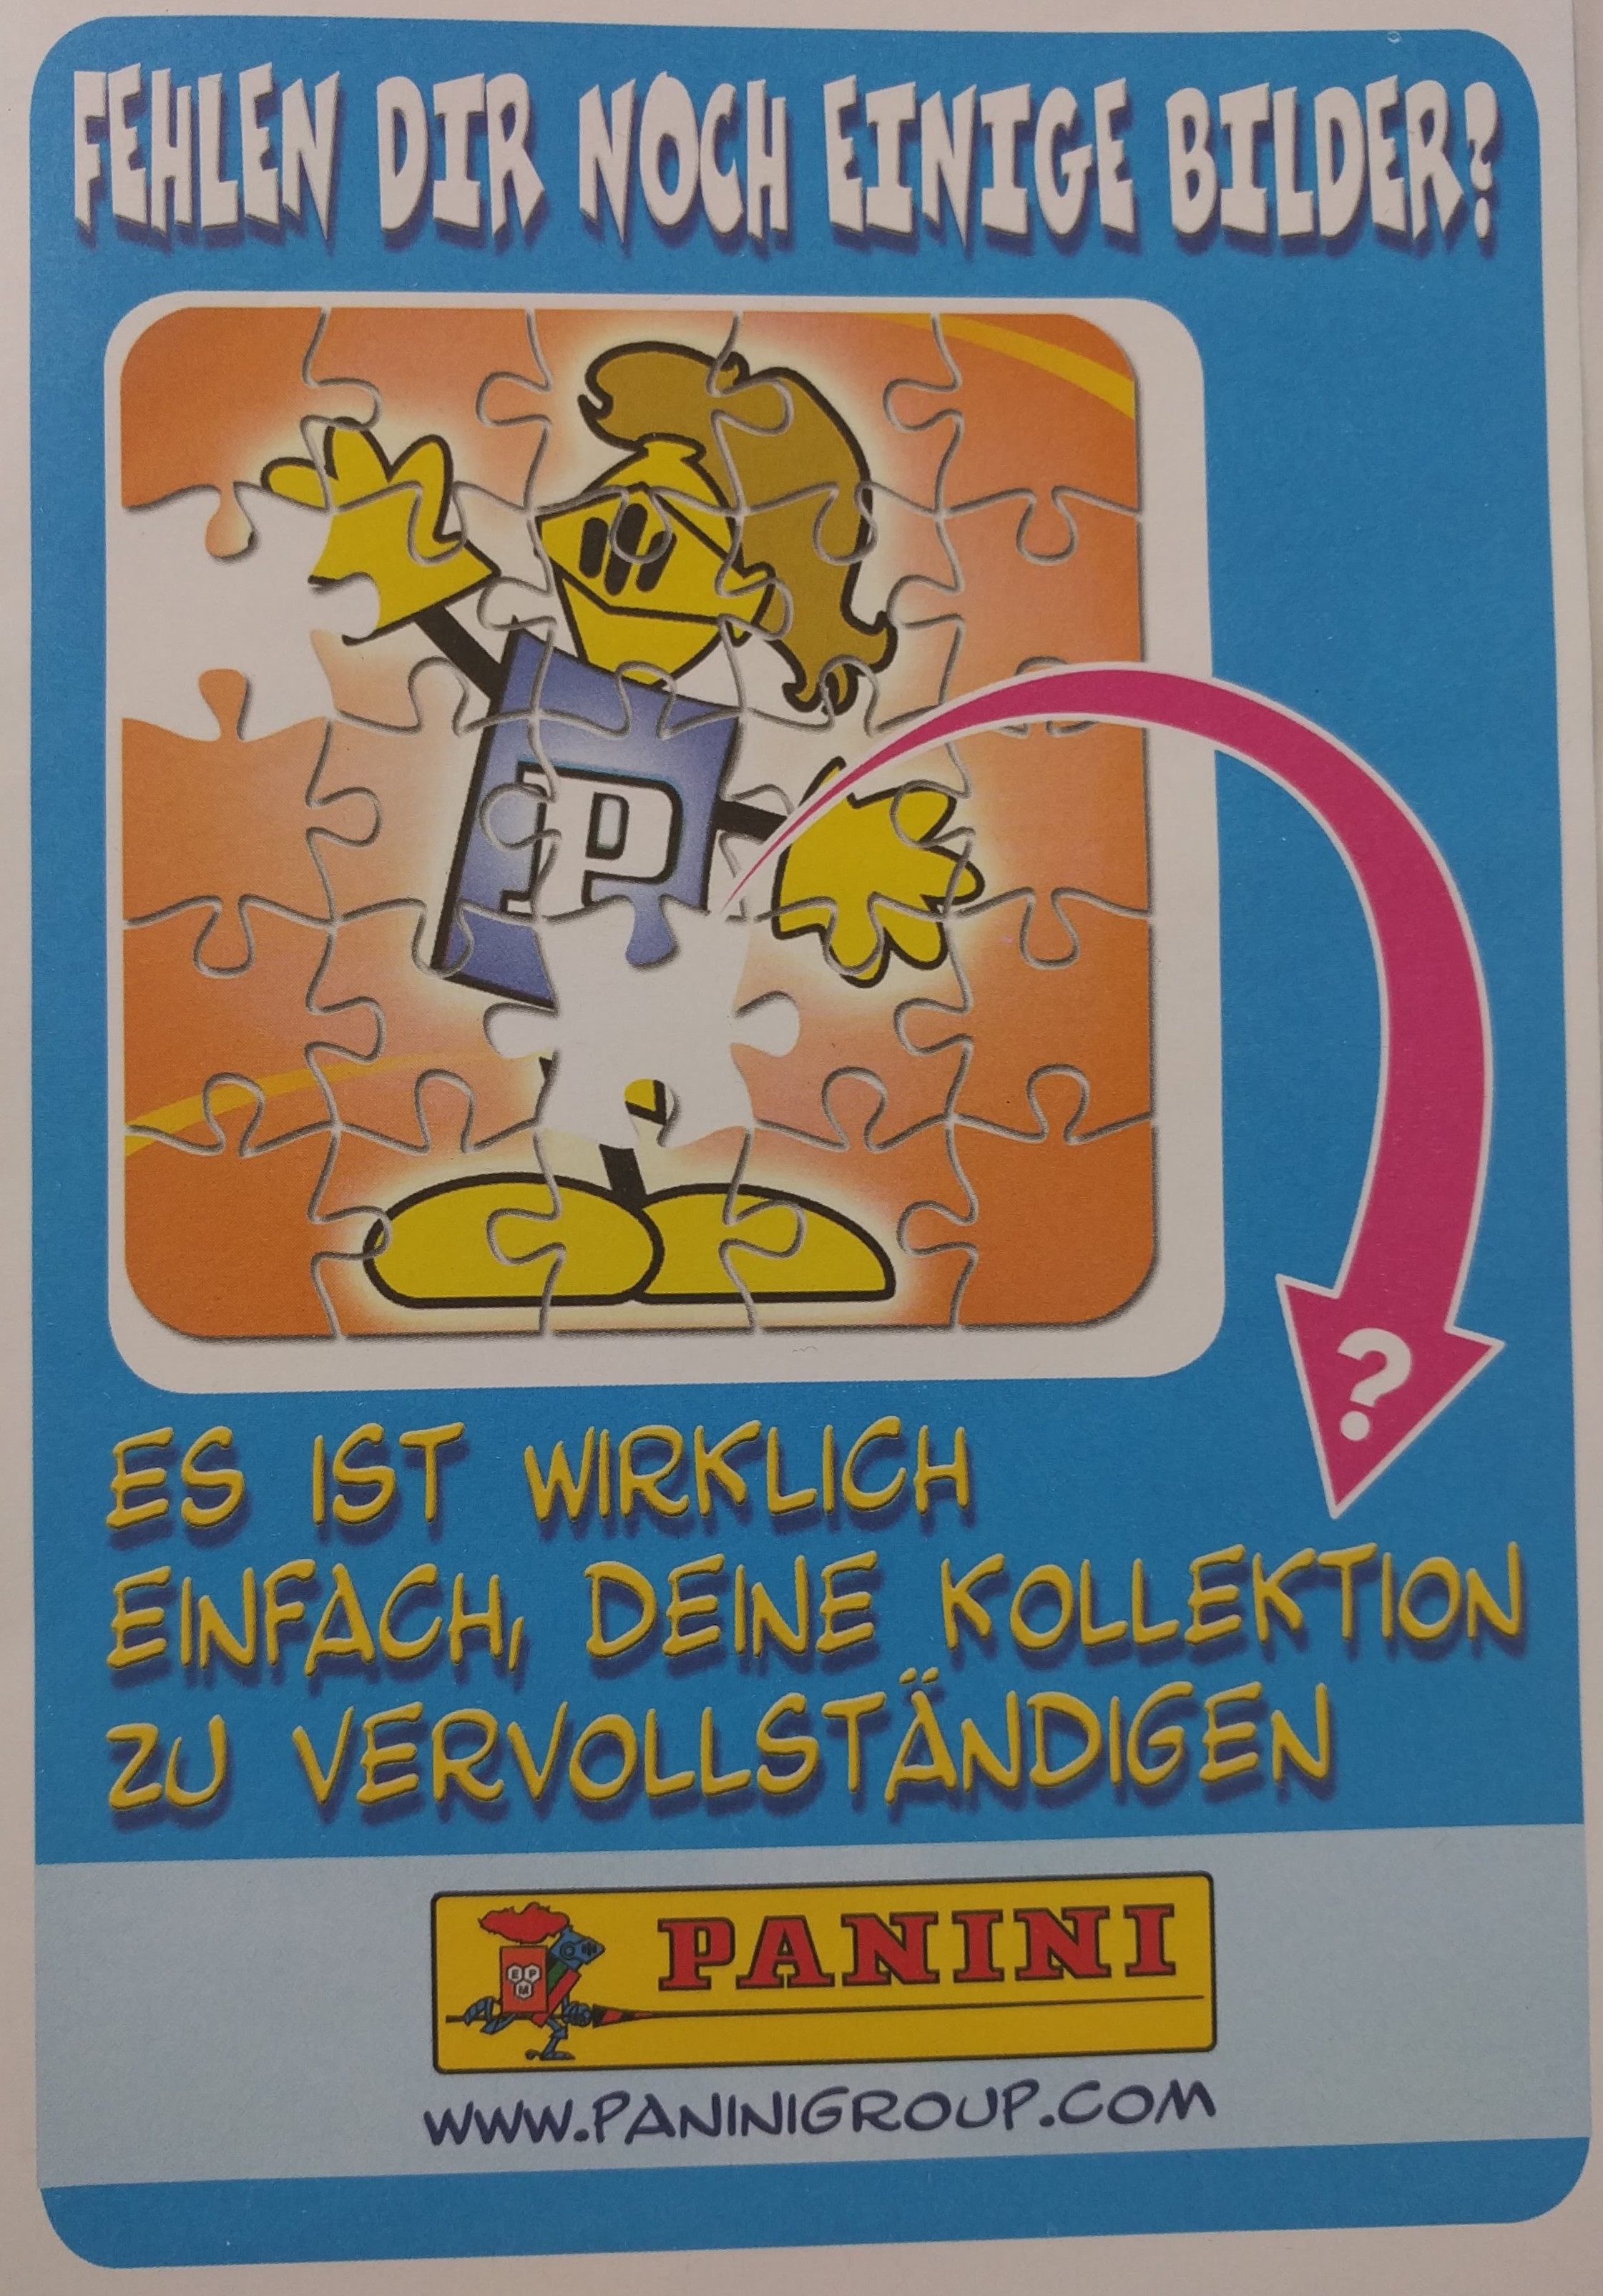 FEHLEN DIR NOCH EINIGE BILDER?
P
?
ES IST WIRKLICH
EINFACH, DEINE KOLLEKTION
ZU VERVOLLSTÄNDIGEN
E P
M
PANINI
WWW.PANINIGROUP.COM